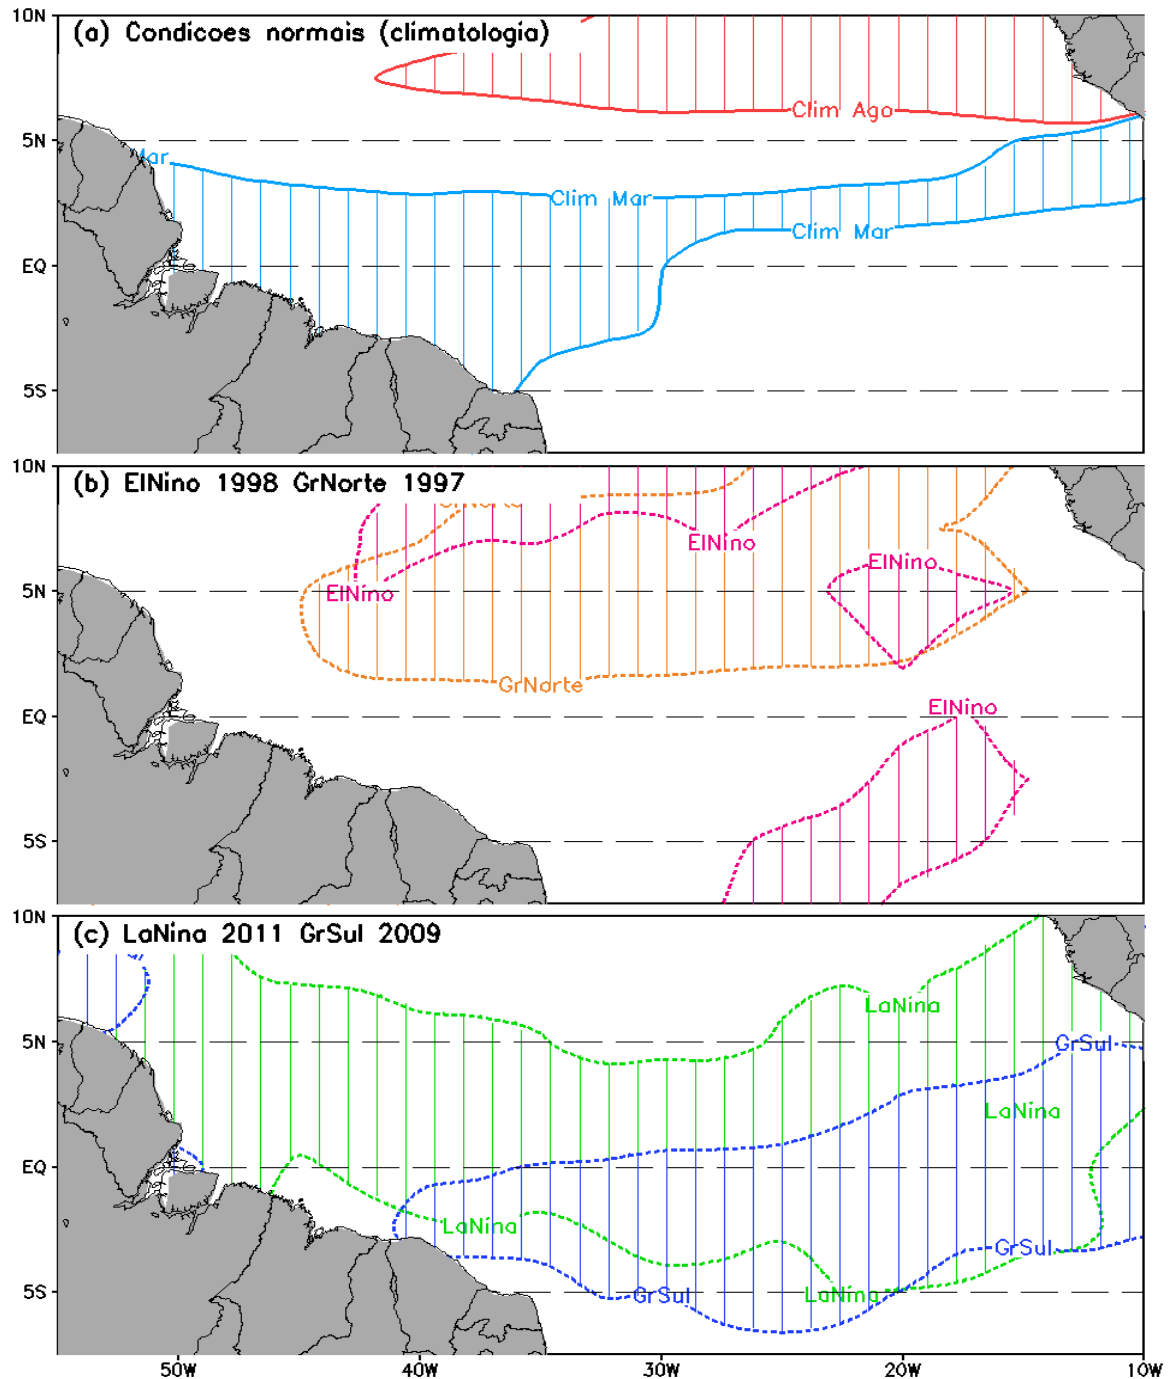 10N
(a) Condicoes normais (climatologia)
Clim Ago
5N
Mar
Clim Mar
Clim Mar
EQ
5S
10N
(b) ElNino 1998 GrNorte 1997
GrNorte
ElNino
ElNino
5N
ElNino
GrNorte
ElNino
EQ
5S
10N
(c) LaNina 2011 GrSul 2009
LaNina
5N
GrSul
LaNina
EQ
LaNina
GrSul
5S
GrSul
LaNina
50W 40W 30W 20W 10W